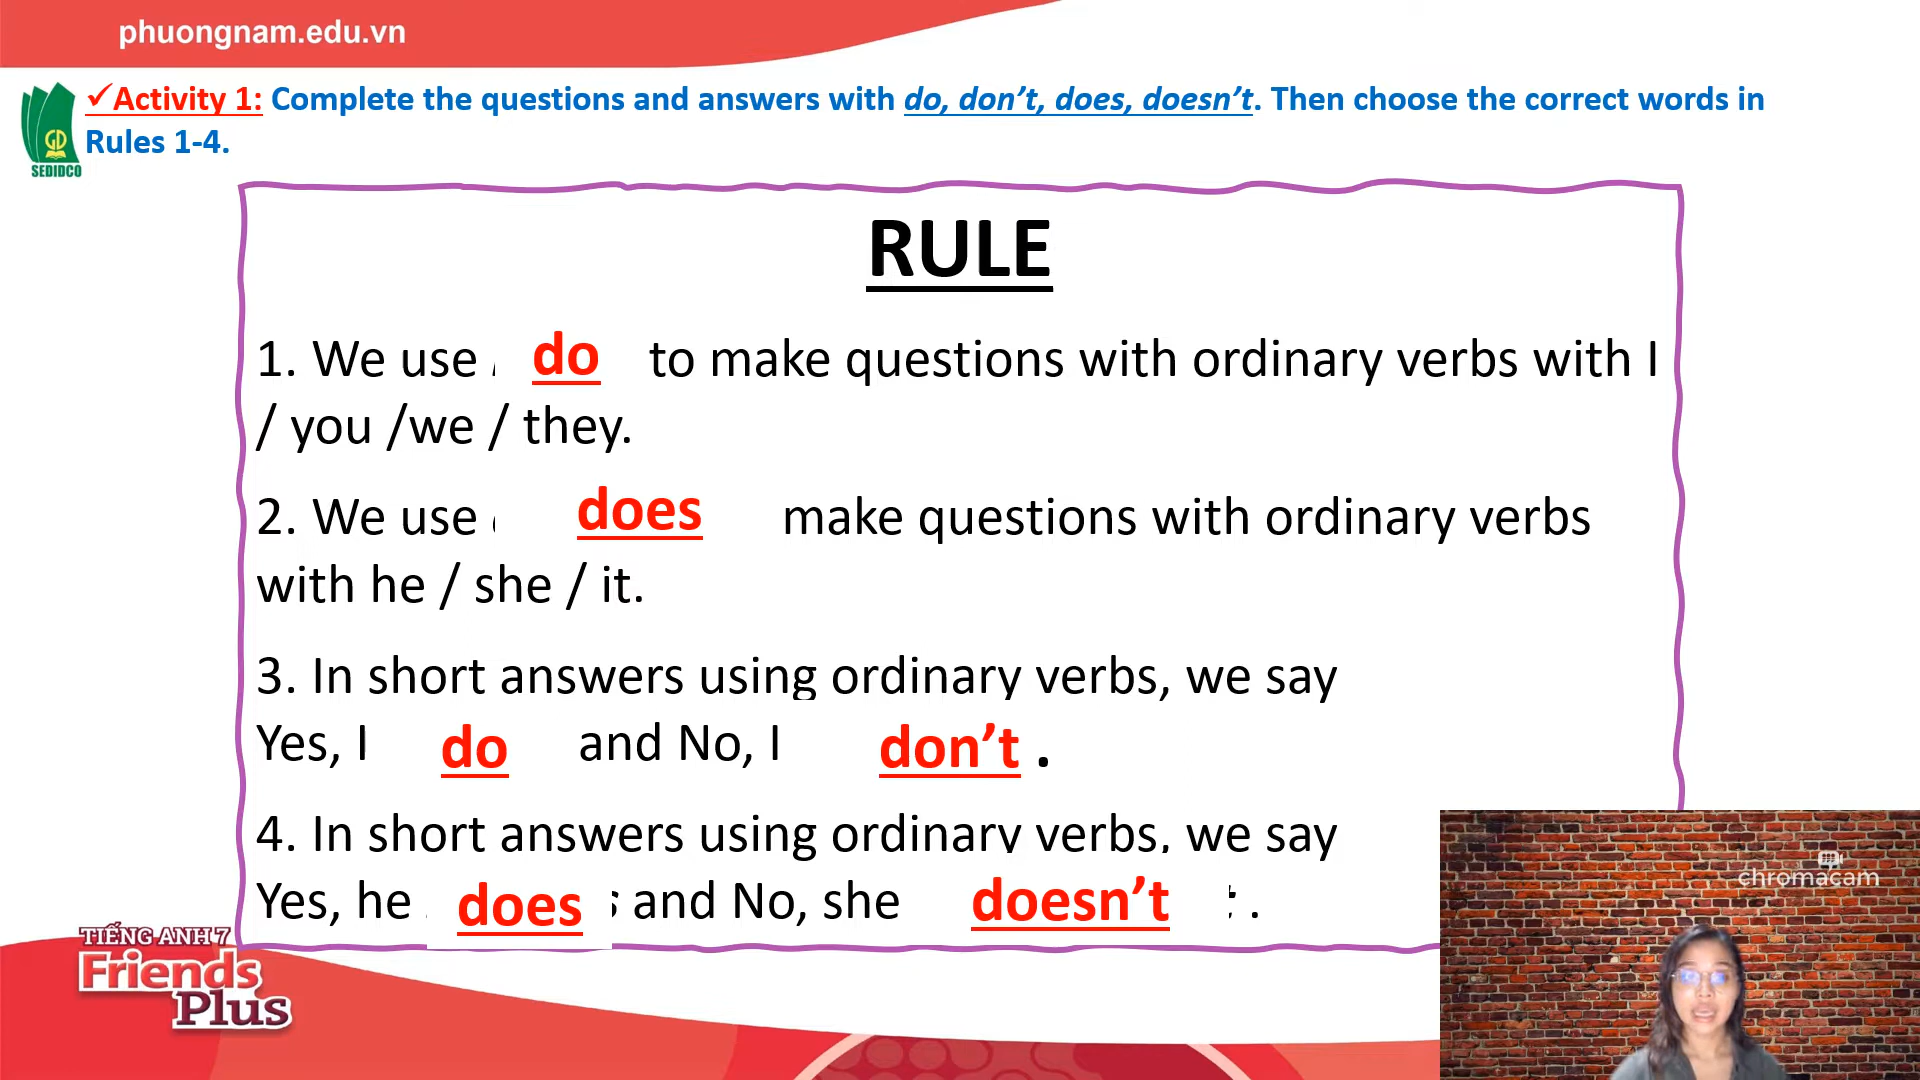 phuongnam.edu.vn
✓Activity 1: Complete the questions and answers with do, don’t, does, doesn’t. Then choose the correct words in
Rules 1-4.
GD
SEDIDCO
RULE
1. We use do to make questions with ordinary verbs with I
/ you /we / they.
2. We use does make questions with ordinary verbs
with he / she / it.
3. In short answers using ordinary verbs, we say
Yes, I do and No, I don’t .
4. In short answers using ordinary verbs, we say
Yes, he does and No, she doesn’t .
chromacam
TIẾNG ANH 7
Friends
Plus